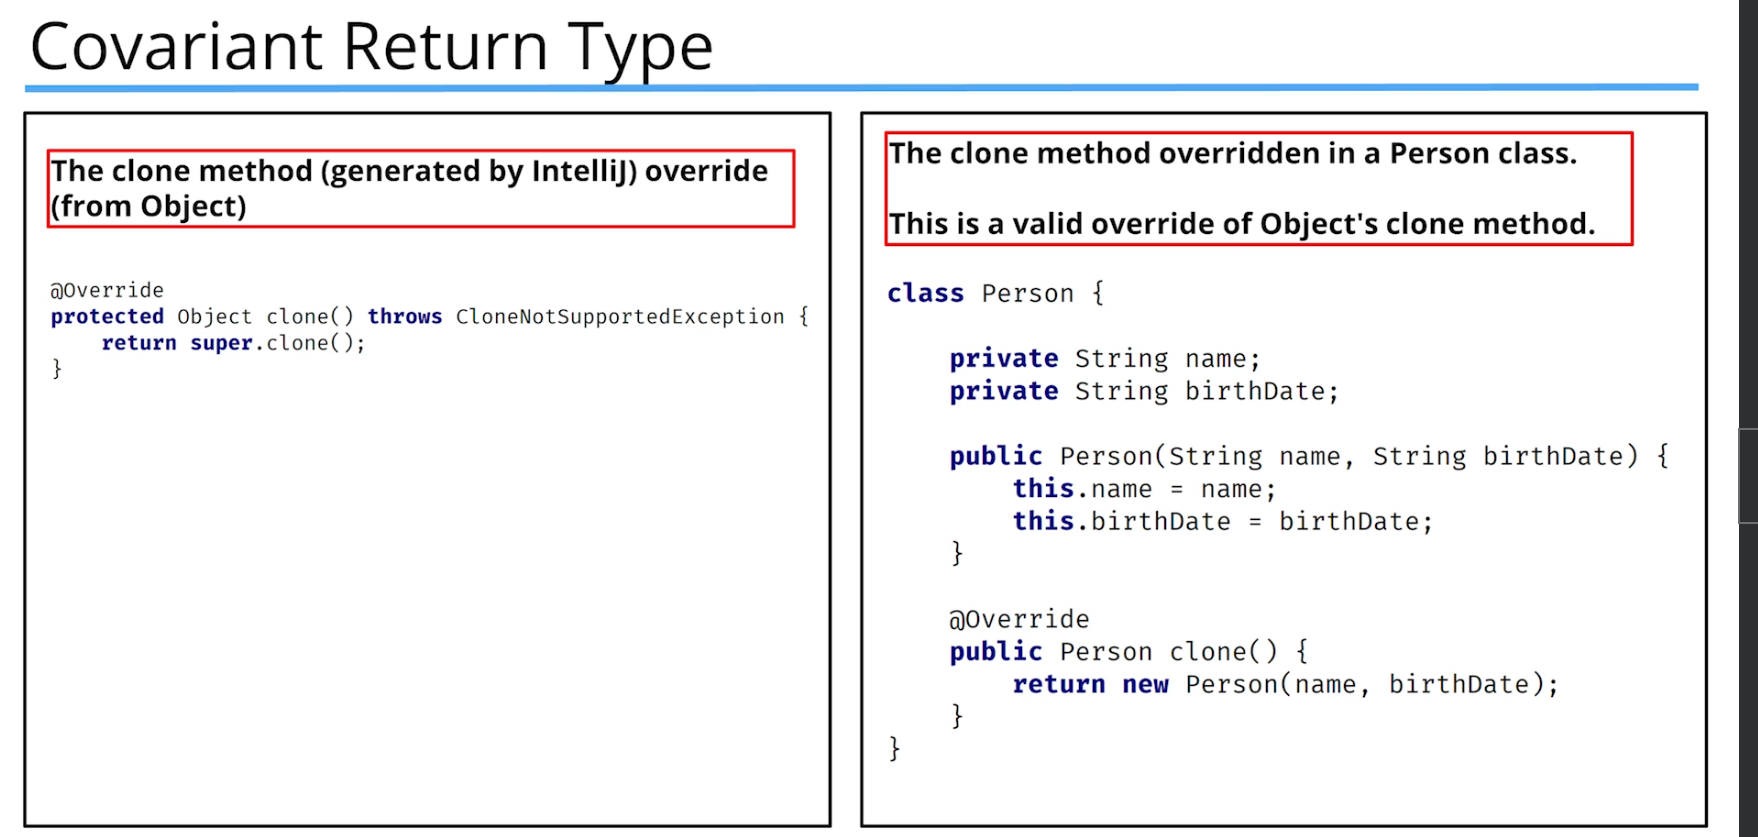 Covariant Return Type
The clone method (generated by IntelliJ) override
(from Object)
@Override
protected Object clone() throws CloneNotSupportedException {
    return super.clone();
}
The clone method overridden in a Person class.
This is a valid override of Object's clone method.
class Person {
    private String name;
    private String birthDate;
    public Person(String name, String birthDate) {
        this.name = name;
        this.birthDate = birthDate;
    }
    @Override
    public Person clone() {
        return new Person(name, birthDate);
    }
}